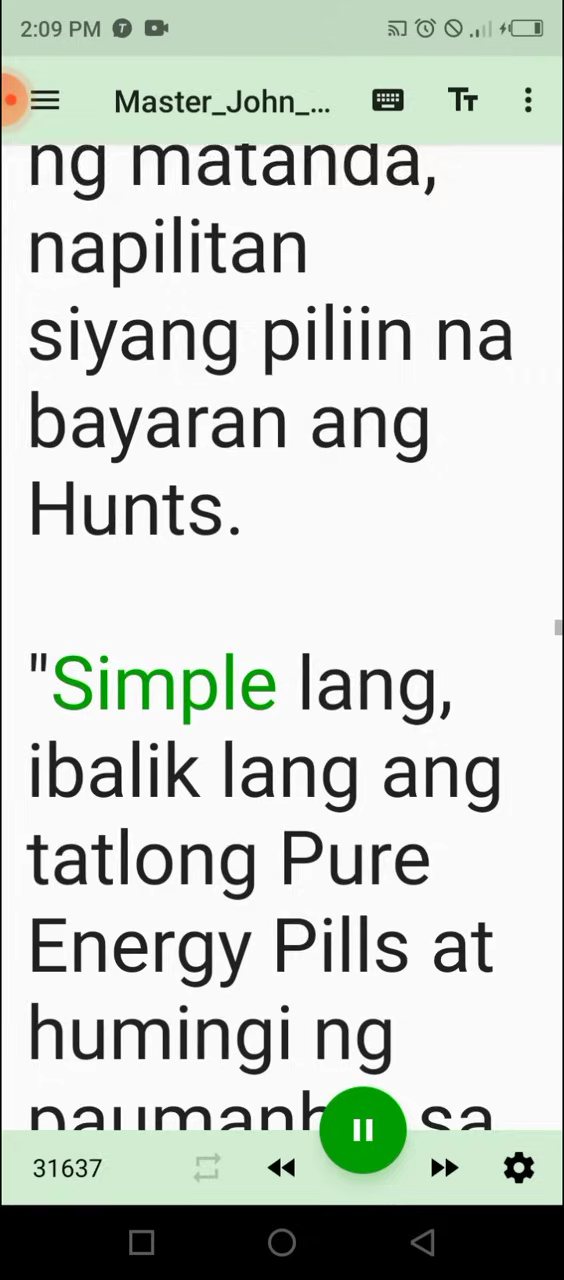 2:09 PM
Master_John_...
ng matanda,
napilitan
siyang piliin na
bayaran ang
Hunts.
"Simple lang,
ibalik lang ang
tatlong Pure
Energy Pills at
humingi ng
sa
31637